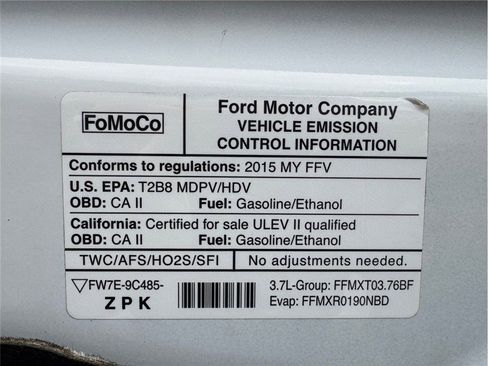 FoMoCo
Ford Motor Company
VEHICLE EMISSION
CONTROL INFORMATION
Conforms to regulations: 2015 MY FFV
U.S. EPA: T2B8 MDPV/HDV
OBD: CA II Fuel: Gasoline/Ethanol
California: Certified for sale ULEV II qualified
OBD: CA II Fuel: Gasoline/Ethanol
TWC/AFS/HO2S/SFI No adjustments needed.
FW7E-9C485-
ZPK
3.7L-Group: FFMXT03.76BF
Evap: FFMXR0190NBD